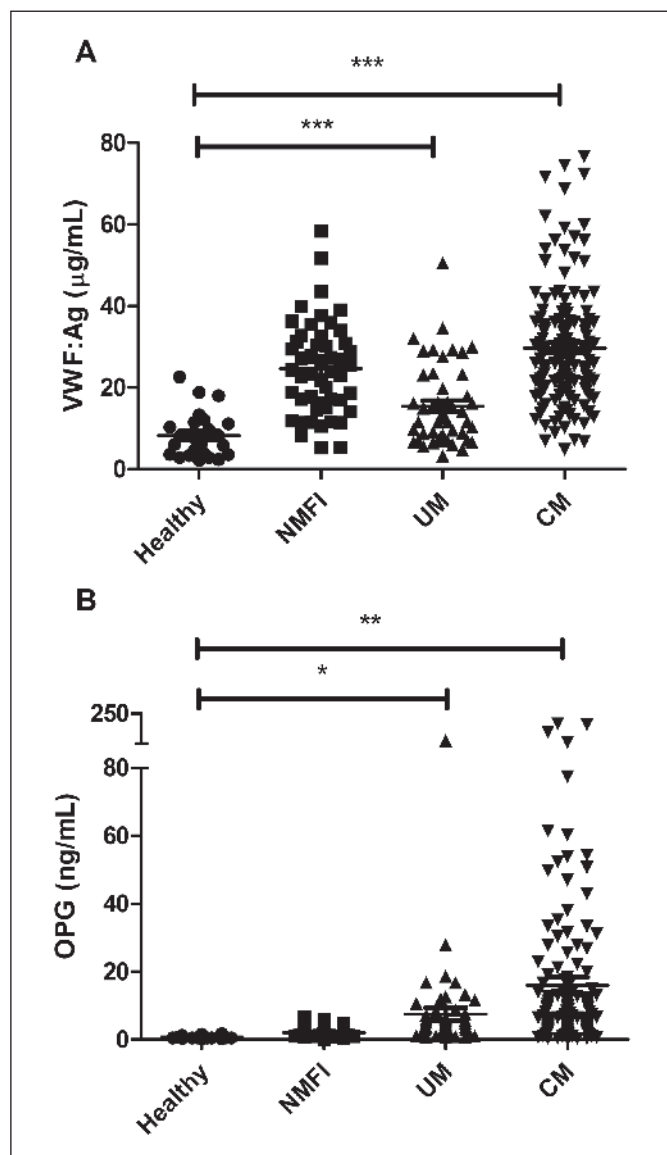 A
***
***
80
60
40
20
0
VWF:Ag (μg/mL)
Healthy
NMFI
UM
CM
B
**
*
250
80
60
40
20
0
OPG (ng/mL)
Healthy
NMFI
UM
CM